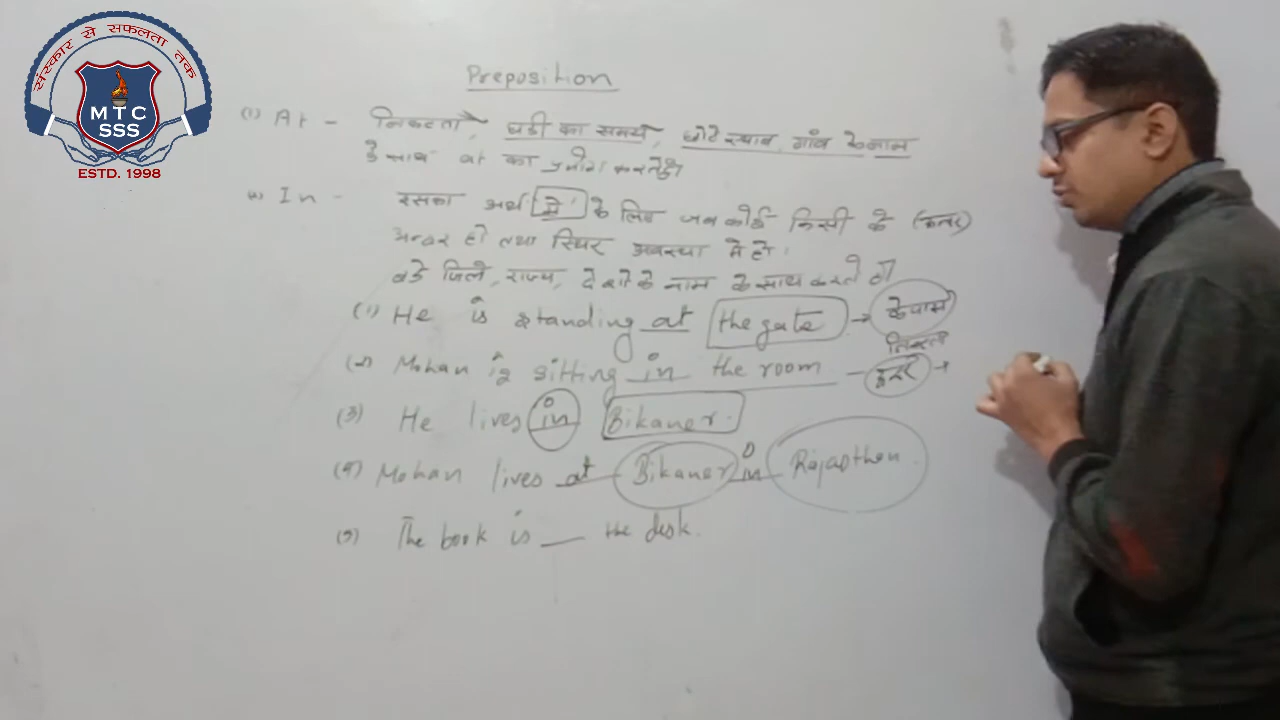 संस्कार से सफलता तक
MTC
SSS
ESTD. 1998
Preposition
(1) At - निकटता, घडी का समय, छोटे स्थान, गांव के नाम
के साथ at का प्रयोग करते है।
(2) In - इसका अर्थ 'में' के लिए जब कोई किसी के (अन्दर)
अन्दर हो तथा स्थिर अवस्था मे हो।
बडे जिले, राज्य, देशो के नाम के साथ करते है।
(1) He is standing at the gate → के पास
निकट
(2) Mohan is sitting in the room - अन्दर →
(3) He lives in Bikaner.
(4) Mohan lives at Bikaner in Rajasthan.
(5) The book is __ the desk.